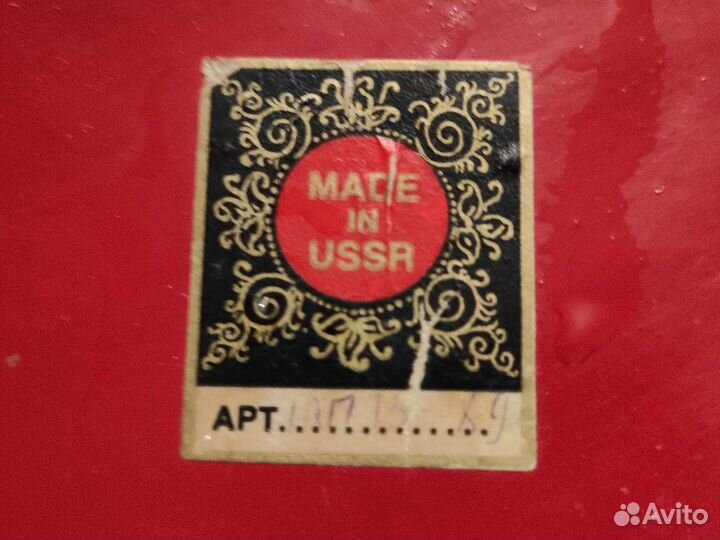 MADE
IN
USSR
АРТ..............
Avito